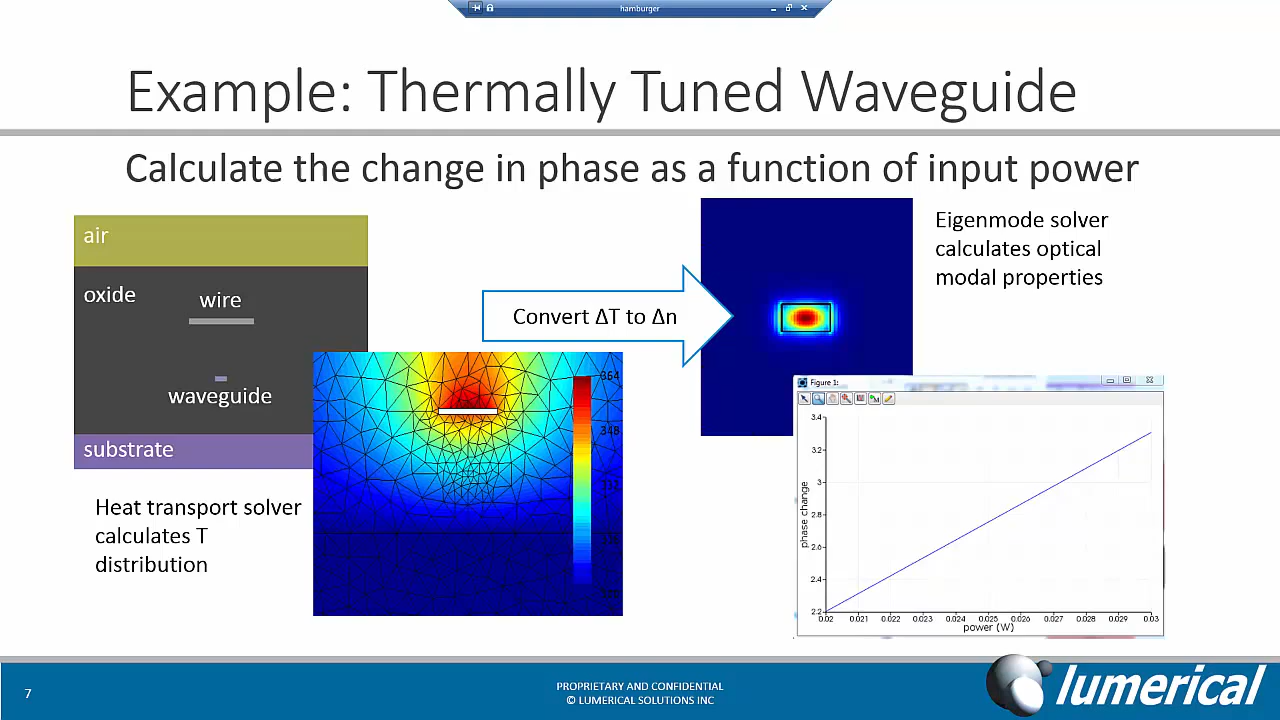 hamburger
Example: Thermally Tuned Waveguide
Calculate the change in phase as a function of input power
air
oxide
wire
waveguide
substrate
Heat transport solver
calculates T
distribution
364
348
Convert ΔT to Δn
Eigenmode solver
calculates optical
modal properties
Figure 1:
3.4
3.2
3
2.8
2.6
2.4
2.2
phase change
0.02 0.021 0.022 0.023 0.024 0.025 0.026 0.027 0.028 0.029 0.03
power (W)
7
PROPRIETARY AND CONFIDENTIAL
© LUMERICAL SOLUTIONS INC
lumerical